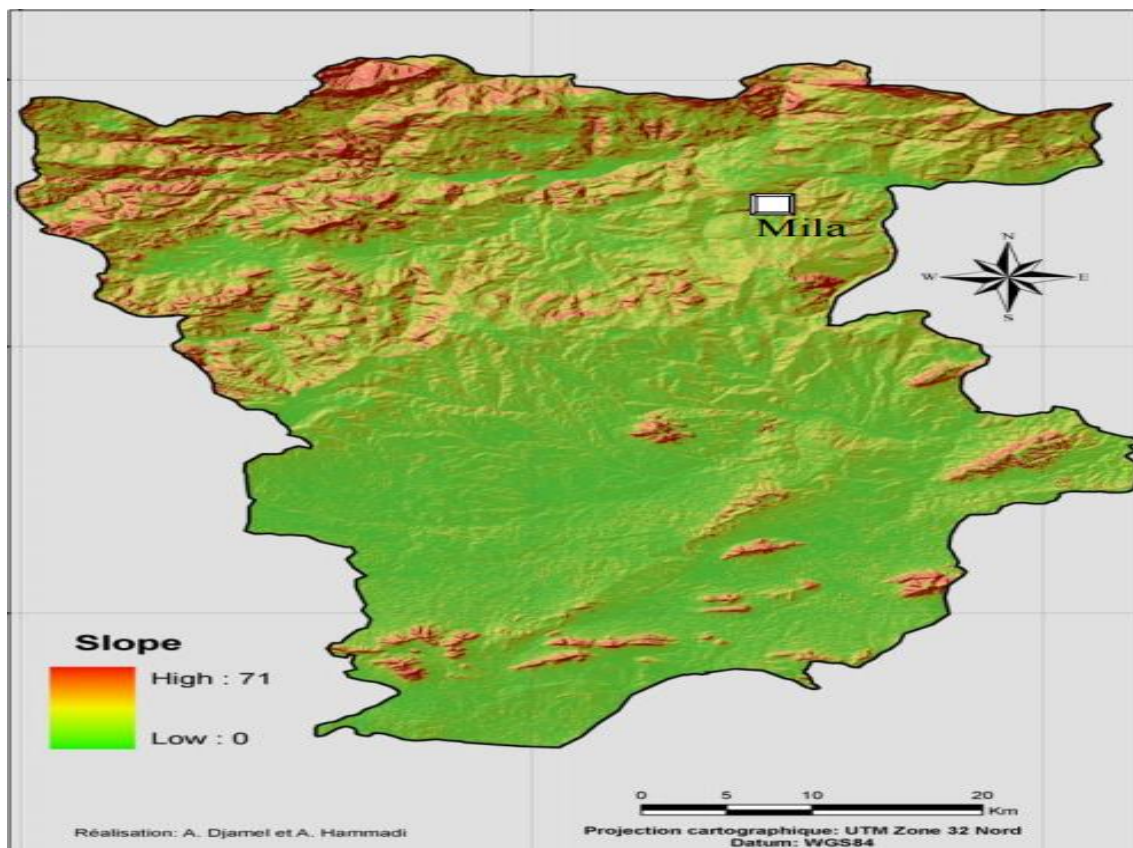 Mila
N
W
E
S
Slope
High : 71
Low : 0
0 5 10 20
Km
Réalisation: A. Djamel et A. Hammadi
Projection cartographique: UTM Zone 32 Nord
Datum: WGS84